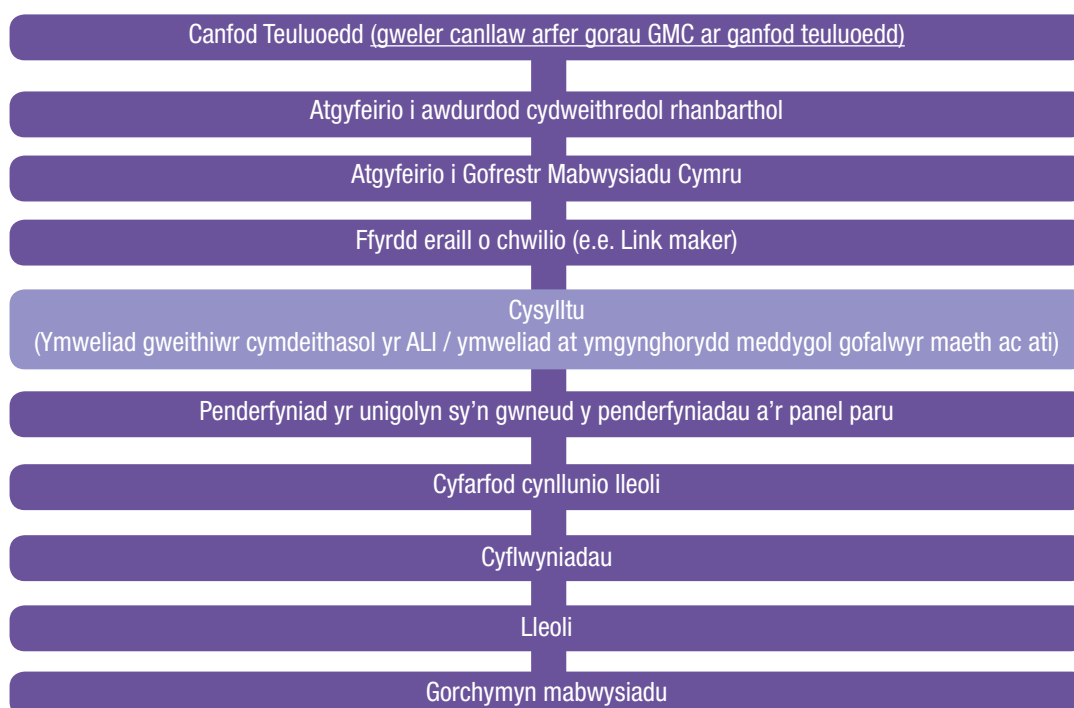 Canfod Teuluoedd (gweler canllaw arfer gorau GMC ar ganfod teuluoedd)
Atgyfeirio i awdurdod cydweithredol rhanbarthol
Atgyfeirio i Gofrestr Mabwysiadu Cymru
Ffyrdd eraill o chwilio (e.e. Link maker)
Cysylltu
(Ymweliad gweithiwr cymdeithasol yr ALl / ymweliad at ymgynghorydd meddygol gofalwyr maeth ac ati)
Penderfyniad yr unigolyn sy’n gwneud y penderfyniadau a’r panel paru
Cyfarfod cynllunio lleoli
Cyflwyniadau
Lleoli
Gorchymyn mabwysiadu